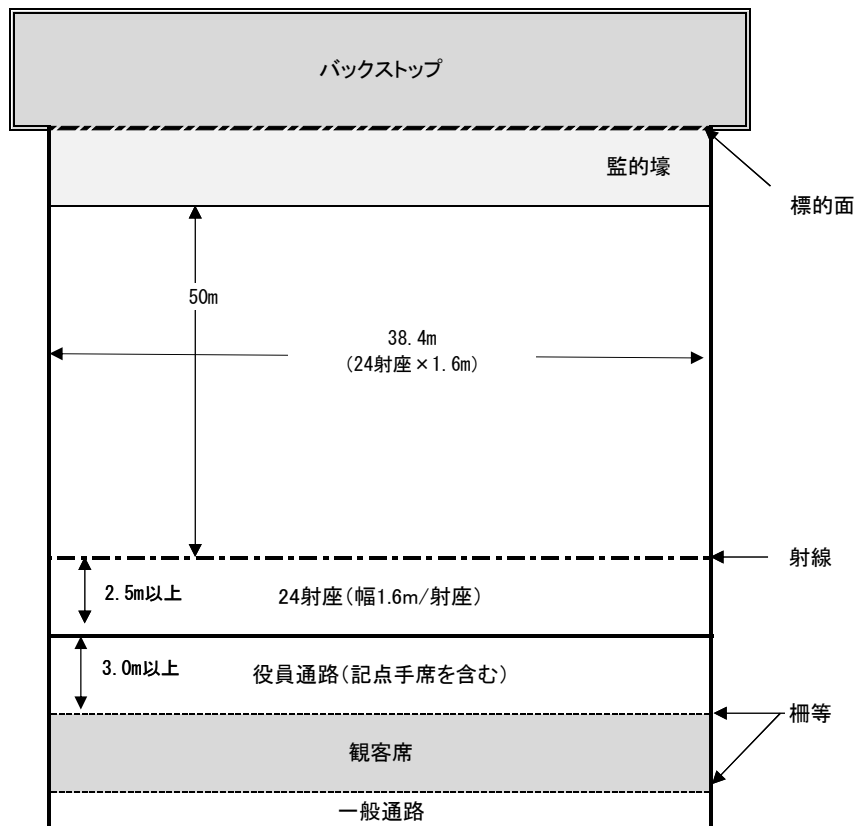 バックストップ
監的壕
標的面
50m
38.4m
(24射座×1.6m)
射線
2.5m以上
24射座(幅1.6m/射座)
3.0m以上
役員通路(記点手席を含む)
柵等
観客席
一般通路